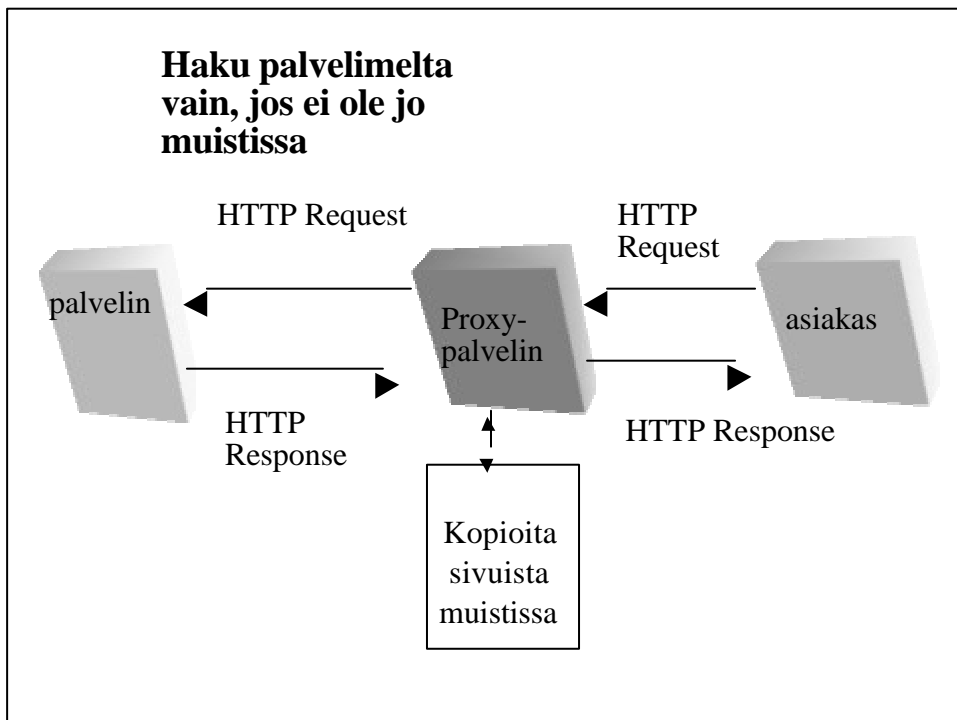 Haku palvelimelta
vain, jos ei ole jo
muistissa
HTTP Request
HTTP
Request
palvelin
Proxy-
palvelin
asiakas
HTTP
Response
HTTP Response
Kopioita
sivuista
muistissa